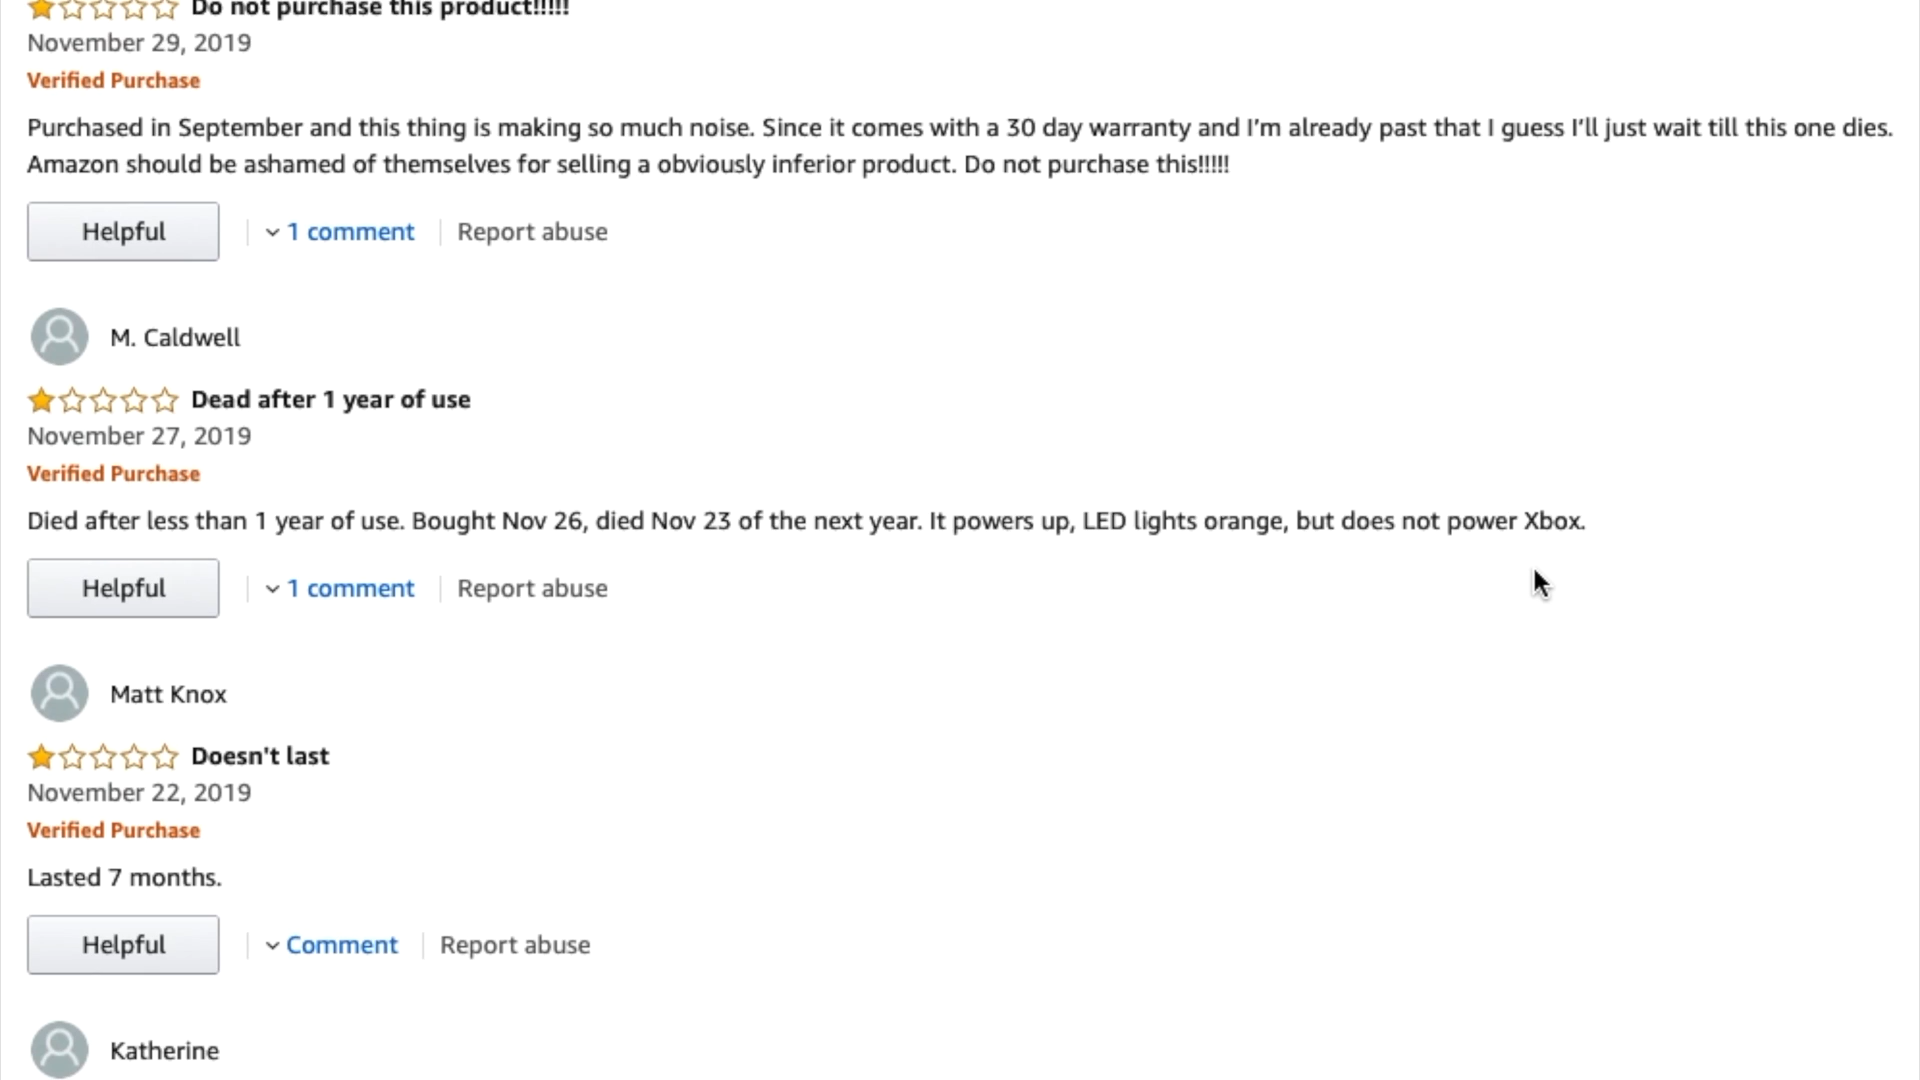 Do not purchase this product!!!!!
November 29, 2019
Verified Purchase
Purchased in September and this thing is making so much noise. Since it comes with a 30 day warranty and I’m already past that I guess I’ll just wait till this one dies.
Amazon should be ashamed of themselves for selling a obviously inferior product. Do not purchase this!!!!!
Helpful
1 comment
Report abuse
M. Caldwell
Dead after 1 year of use
November 27, 2019
Verified Purchase
Died after less than 1 year of use. Bought Nov 26, died Nov 23 of the next year. It powers up, LED lights orange, but does not power Xbox.
Helpful
1 comment
Report abuse
Matt Knox
Doesn't last
November 22, 2019
Verified Purchase
Lasted 7 months.
Helpful
Comment
Report abuse
Katherine